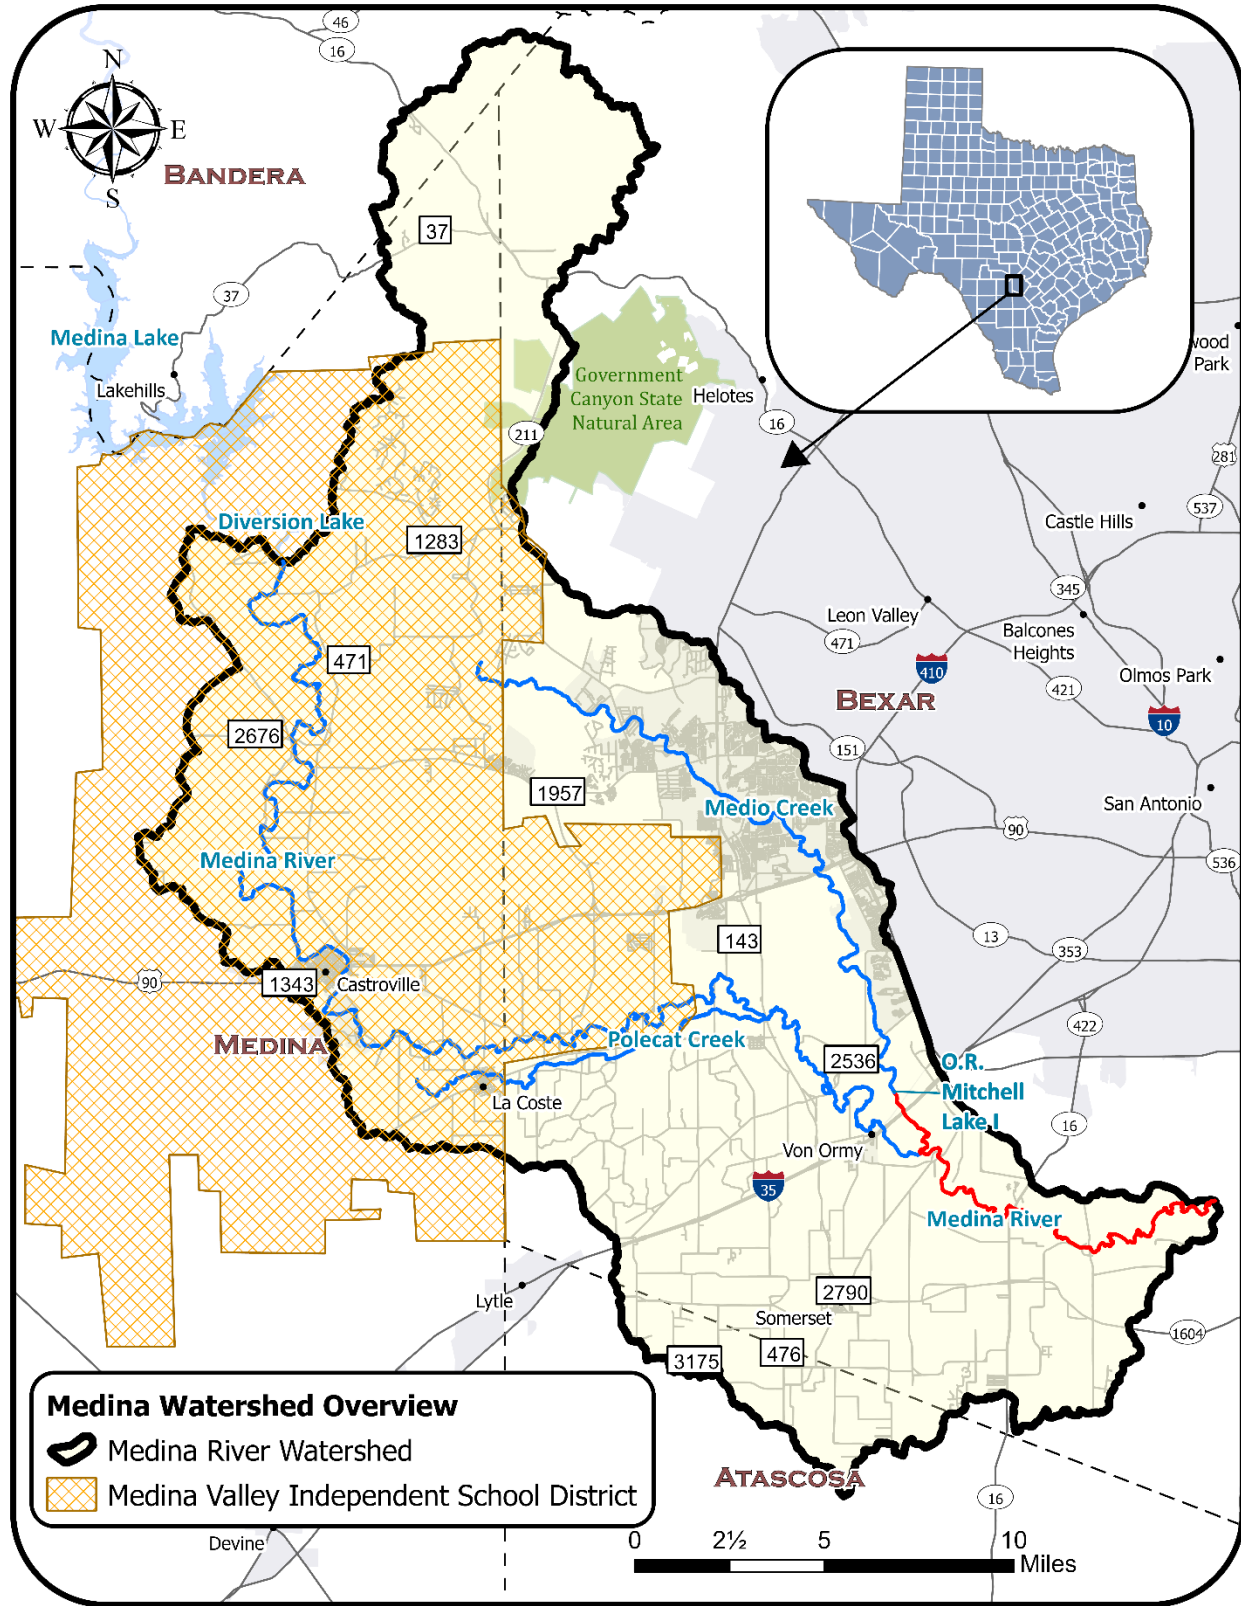 46
16
N
W
E
S
BANDERA
37
37
Medina Lake
Lakehills
Government
Canyon State
Natural Area
Helotes
16
wood
Park
211
281
537
Castle Hills
Diversion Lake
1283
345
Leon Valley
471
Balcones
Heights
410
Olmos Park
421
471
BEXAR
10
2676
151
1957
San Antonio
Medio Creek
90
536
Medina River
143
13
353
90
1343
Castroville
422
MEDINA
Polecat Creek
2536
O.R.
Mitchell
Lake I
La Coste
16
Von Ormy
35
Medina River
Lytle
2790
Somerset
1604
3175
476
Medina Watershed Overview
Medina River Watershed
Medina Valley Independent School District
ATASCOSA
16
Devine
0
2½
5
10
Miles